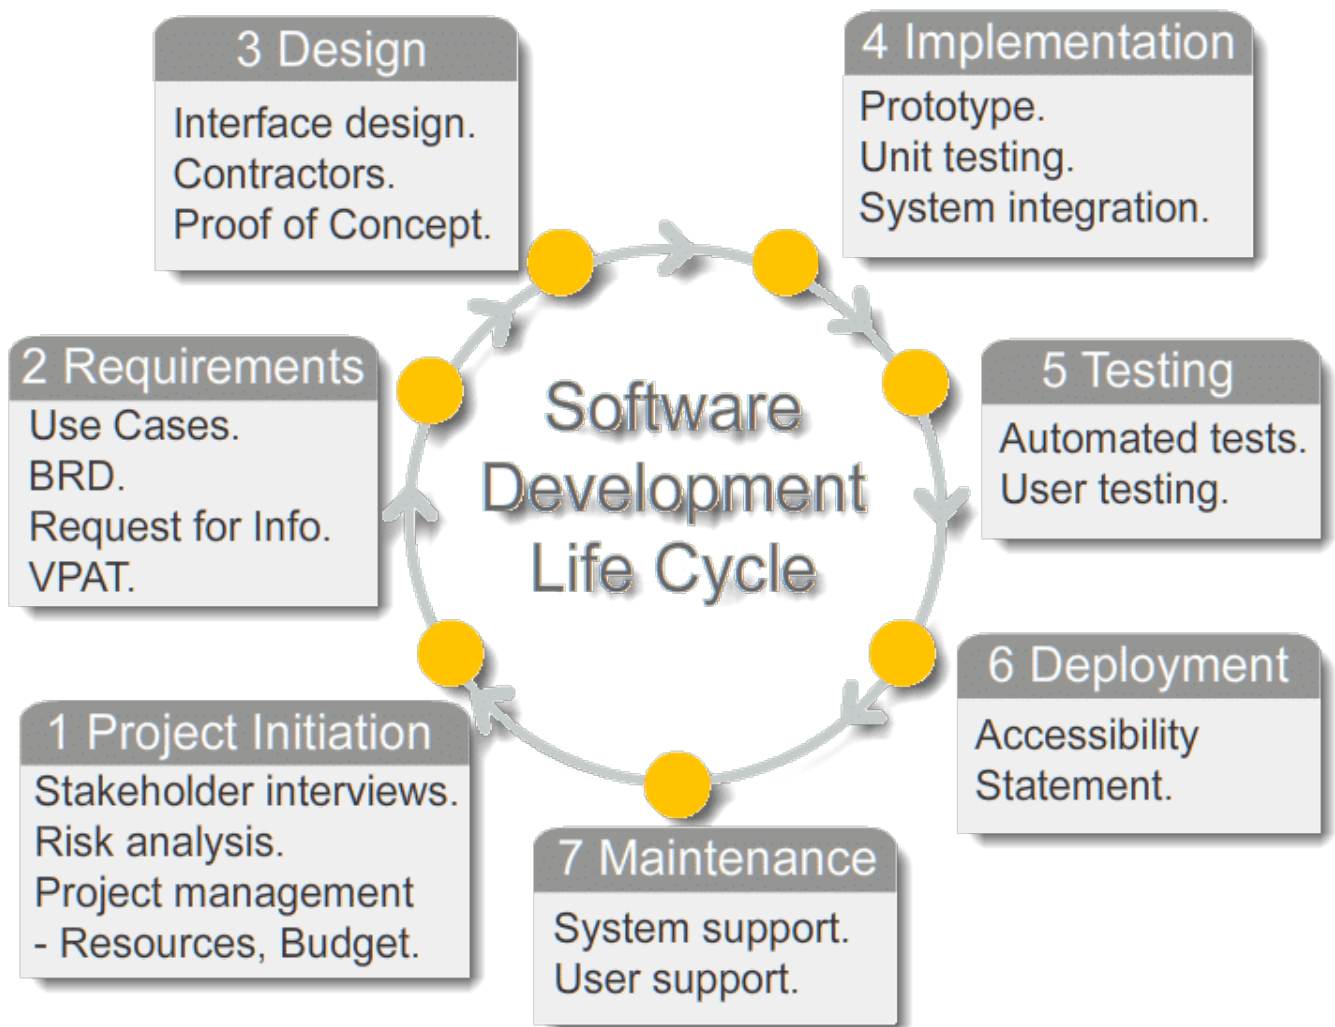 3 Design
Interface design.
Contractors.
Proof of Concept.
4 Implementation
Prototype.
Unit testing.
System integration.
2 Requirements
Use Cases.
BRD.
Request for Info.
VPAT.
Software
Development
Life Cycle
5 Testing
Automated tests.
User testing.
1 Project Initiation
Stakeholder interviews.
Risk analysis.
Project management
- Resources, Budget.
6 Deployment
Accessibility
Statement.
7 Maintenance
System support.
User support.